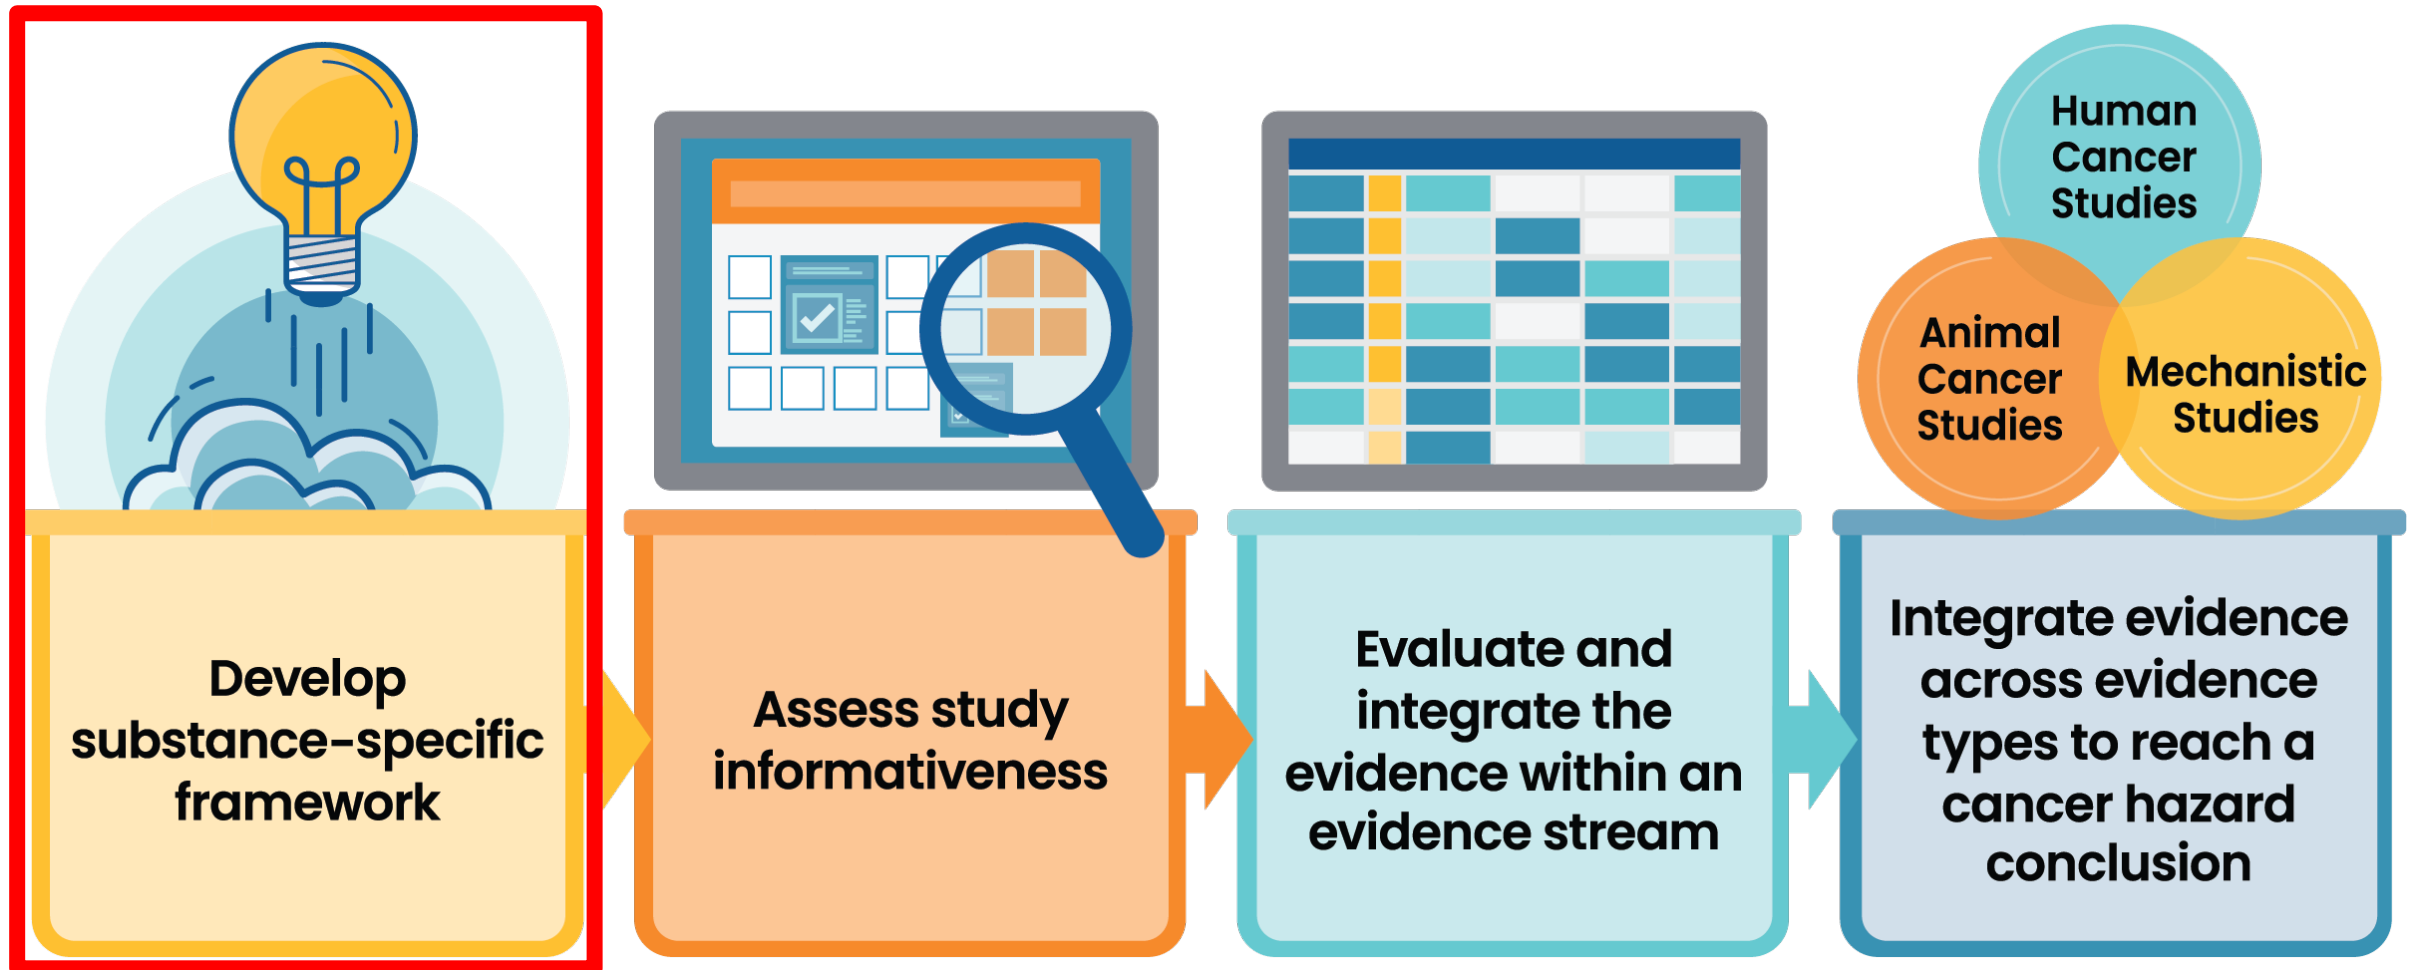 Human
Cancer
Studies
Animal
Cancer
Studies
Mechanistic
Studies
Develop
substance-specific
framework
Assess study
informativeness
Evaluate and
integrate the
evidence within an
evidence stream
Integrate evidence
across evidence
types to reach a
cancer hazard
conclusion